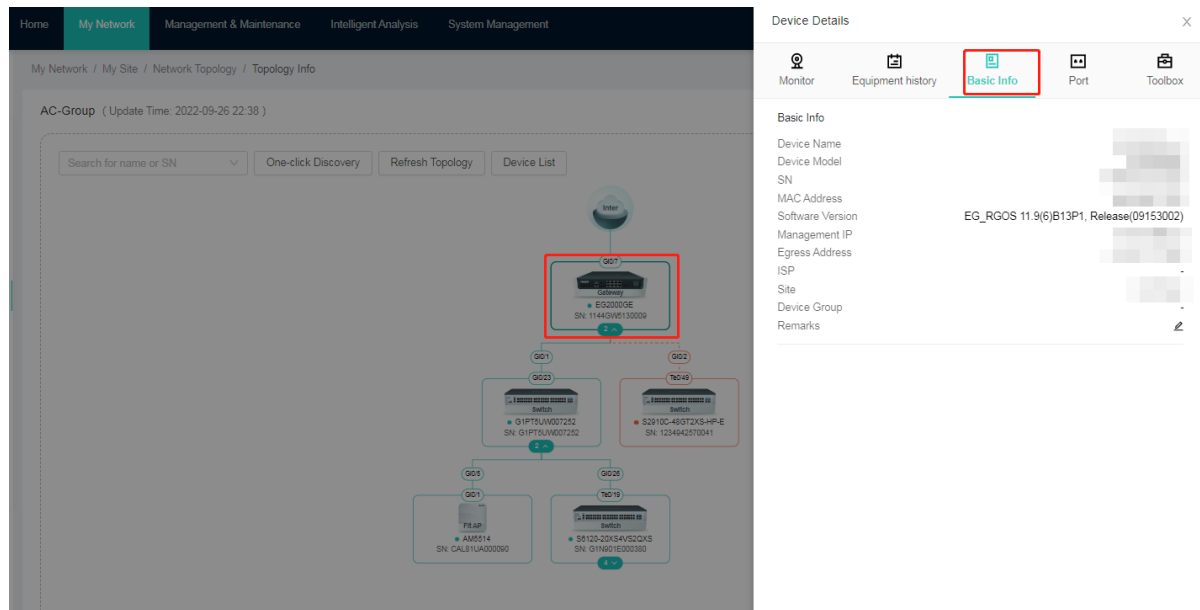 Home My Network Management & Maintenance Intelligent Analysis System Management
My Network / My Site / Network Topology / Topology Info
AC-Group ( Update Time: 2022-09-26 22:38 )
Search for name or SN One-click Discovery Refresh Topology Device List
Inter
GI0/7
Gateway
EG2000GE
SN: 1144GW6130009
2
GI0/1 GI0/2
GI0/23 Te0/49
Switch Switch
G1PT5UW007252 S2910C-48GT2XS-HP-E
SN: G1PT5UW007252 SN: 1234942570041
2
GI0/5 GI0/28
GI0/1 Te0/19
Fit AP Switch
AM5514 S6120-20XS4VS2QXS
SN: CAL81UA000090 SN: G1N901E000380
4
Device Details
Monitor Equipment history Basic Info Port Toolbox
Basic Info
Device Name
Device Model
SN
MAC Address
Software Version EG_RGOS 11.9(6)B13P1, Release(09153002)
Management IP
Egress Address
ISP -
Site
Device Group -
Remarks